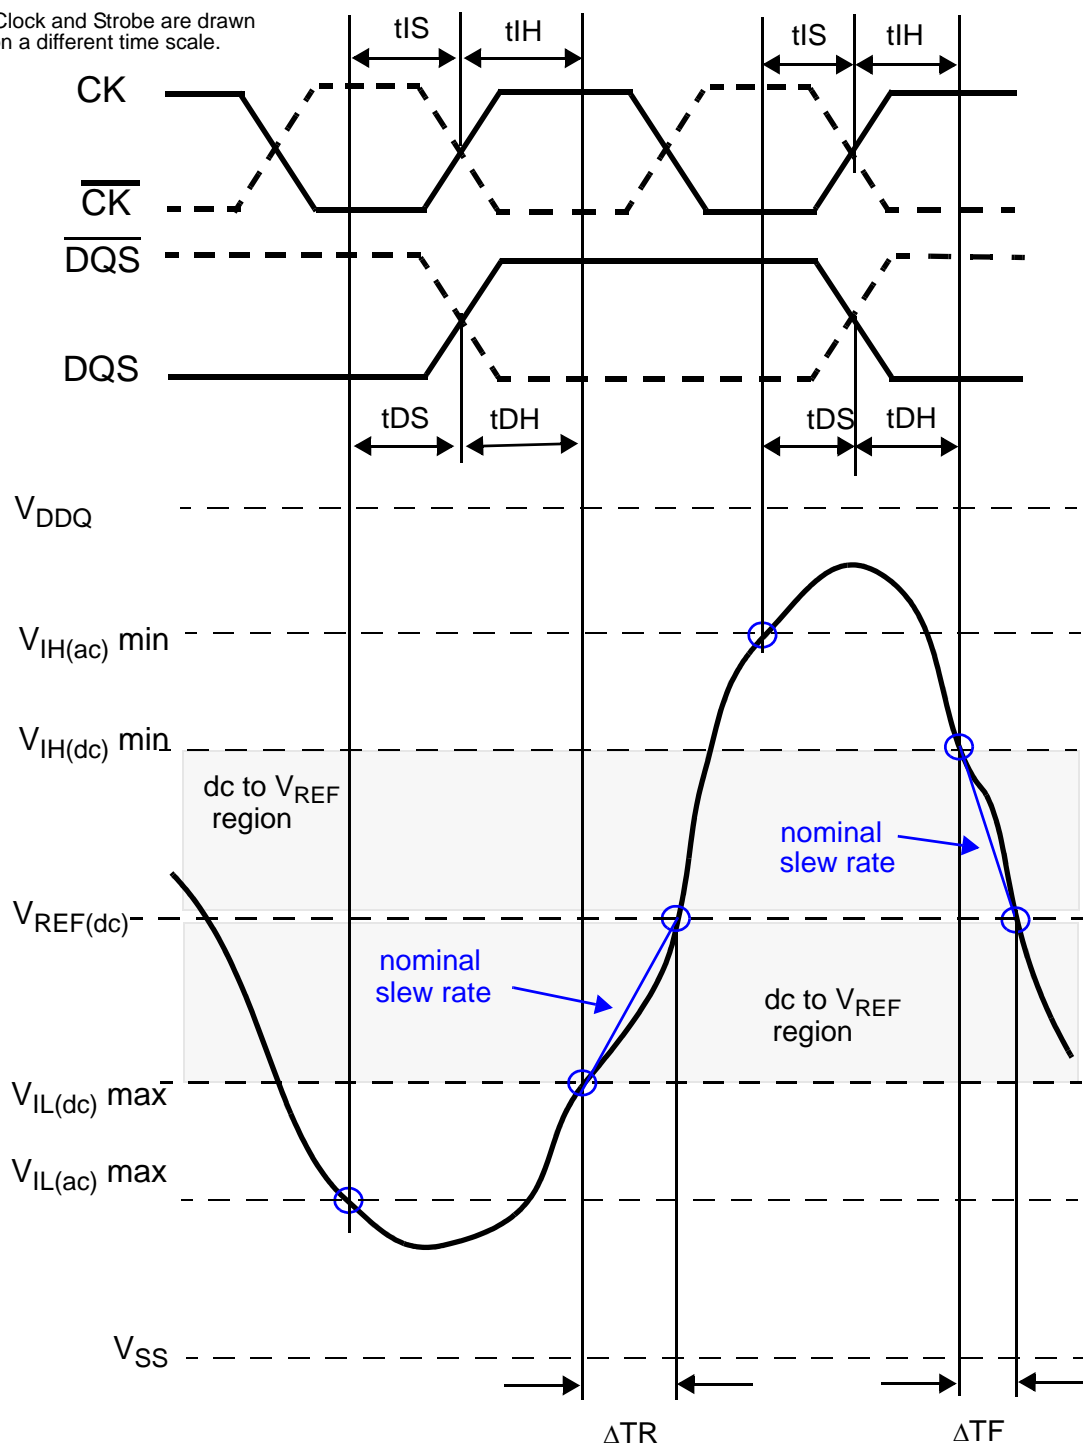 Clock and Strobe are drawn
on a different time scale.
tIS tIH tIS tIH
CK
CK
DQS
DQS
tDS tDH tDS tDH
VDDQ
VIH(ac) min
VIH(dc) min
dc to VREF
region
nominal
slew rate
VREF(dc)
nominal
slew rate
dc to VREF
region
VIL(dc) max
VIL(ac) max
VSS
ΔTR ΔTF